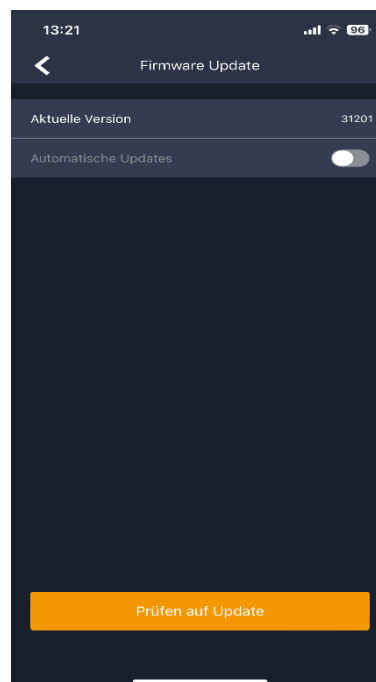 13:21
96
Firmware Update
Aktuelle Version 31201
Automatische Updates
Prüfen auf Update